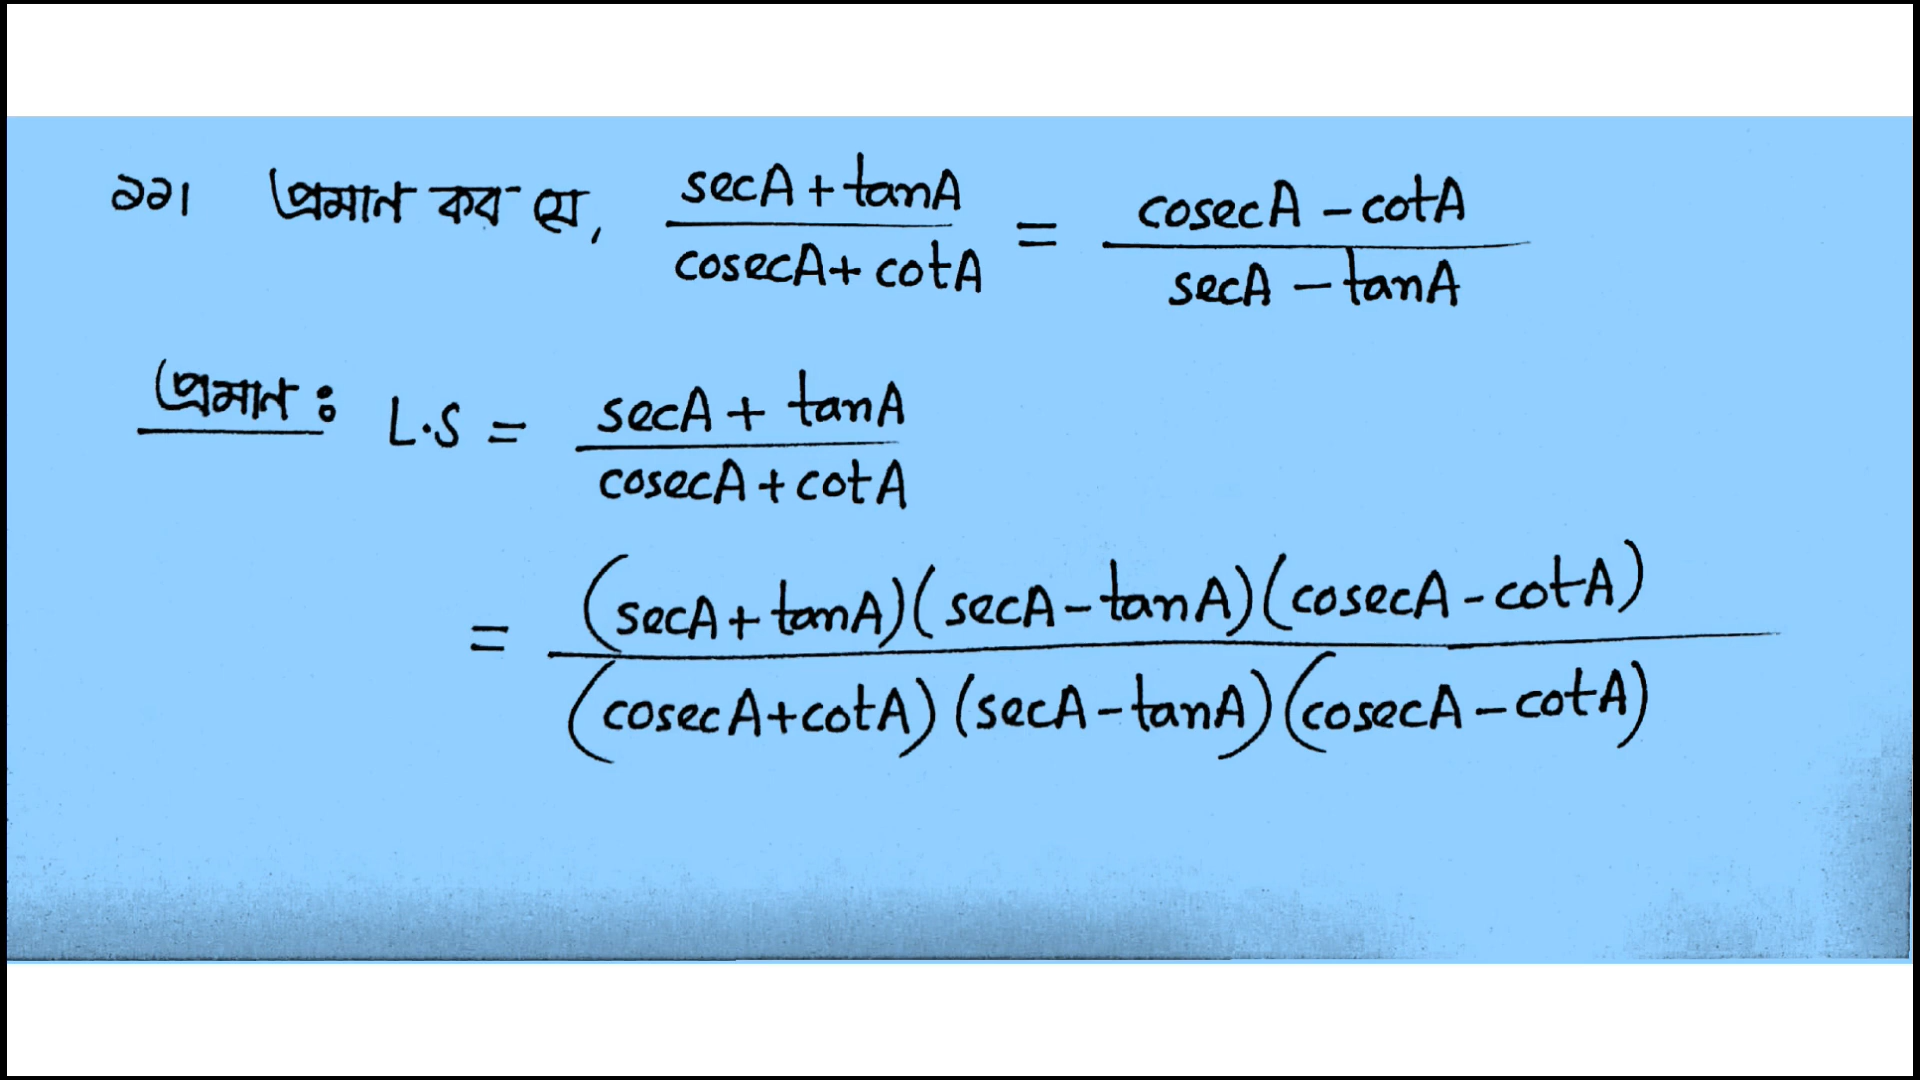 ১১। প্রমান কর যে, (secA + tanA)/(cosecA + cotA) = (cosecA - cotA)/(secA - tanA)
প্রমান : L.S = (secA + tanA)/(cosecA + cotA)
= ((secA + tanA)(secA - tanA)(cosecA - cotA))/((cosecA + cotA)(secA - tanA)(cosecA - cotA))